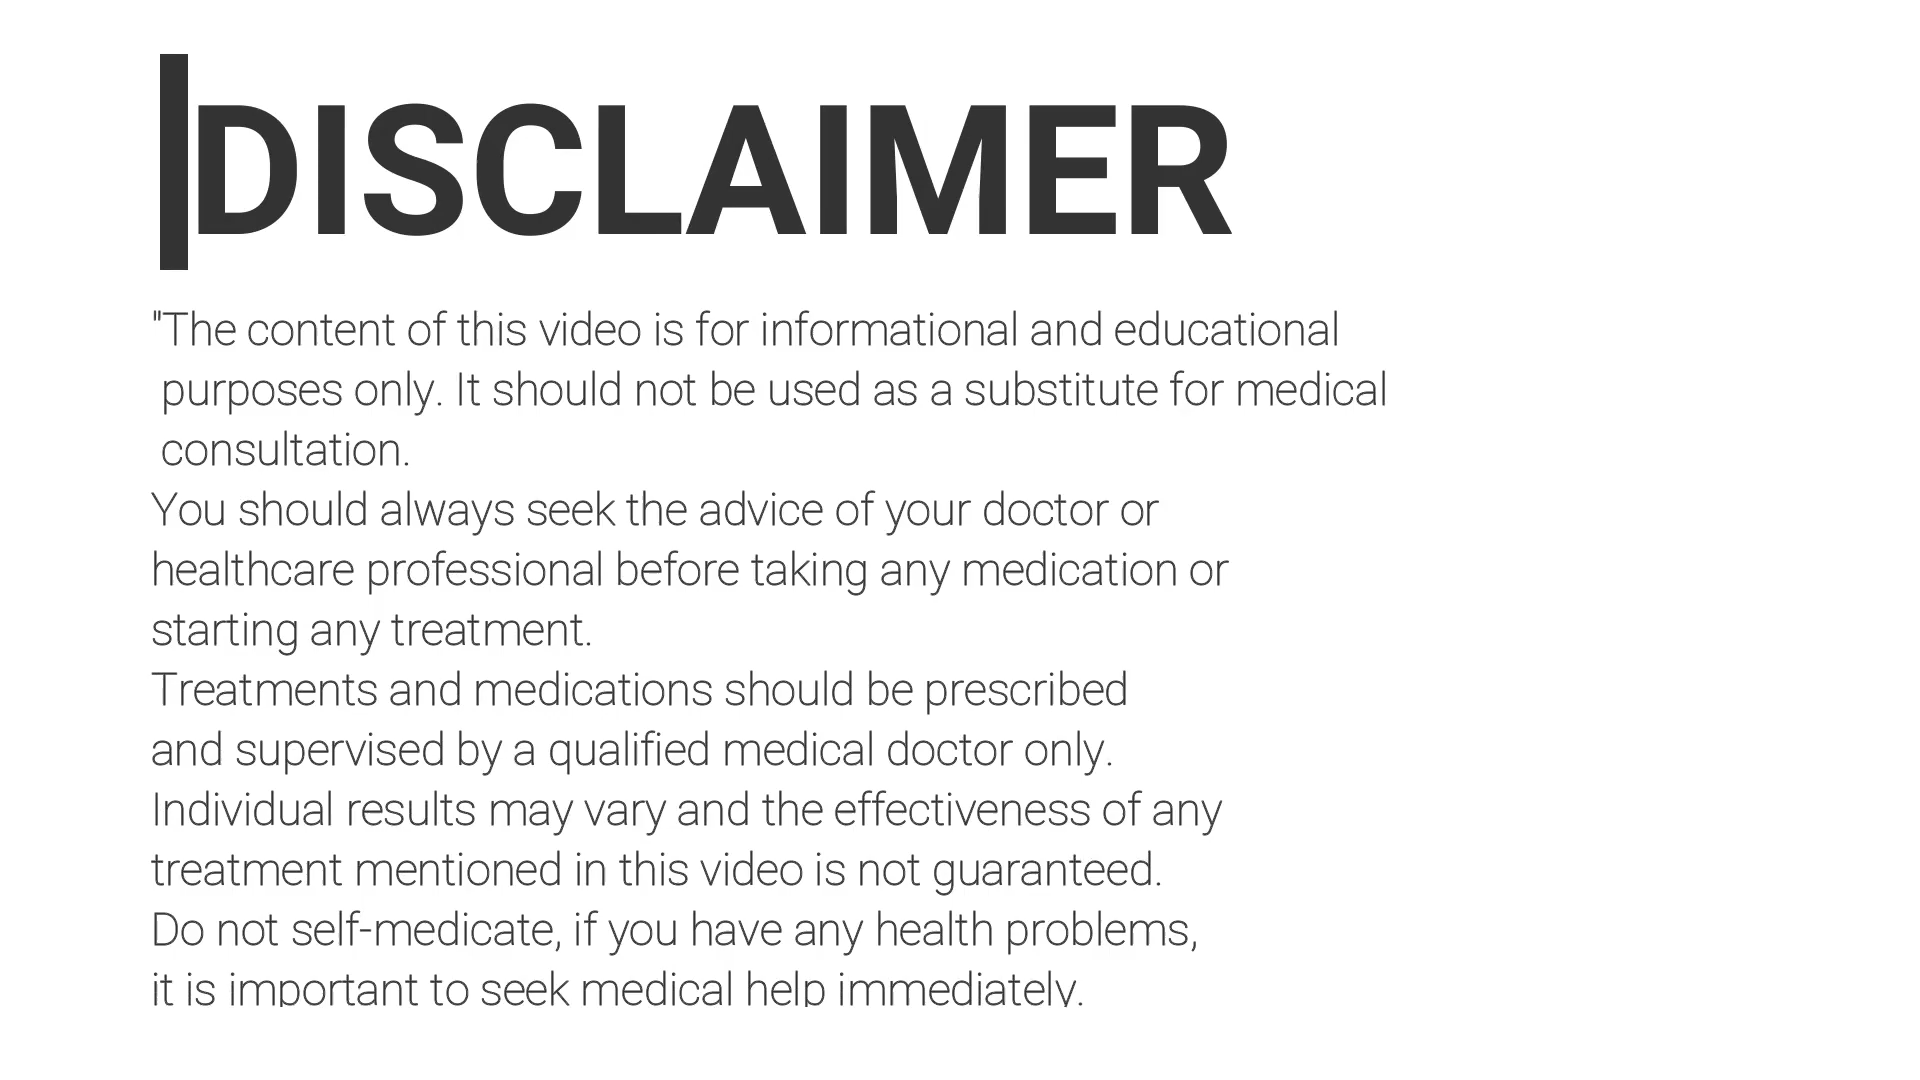 DISCLAIMER
"The content of this video is for informational and educational
purposes only. It should not be used as a substitute for medical
consultation.
You should always seek the advice of your doctor or
healthcare professional before taking any medication or
starting any treatment.
Treatments and medications should be prescribed
and supervised by a qualified medical doctor only.
Individual results may vary and the effectiveness of any
treatment mentioned in this video is not guaranteed.
Do not self-medicate, if you have any health problems,
it is important to seek medical help immediately.